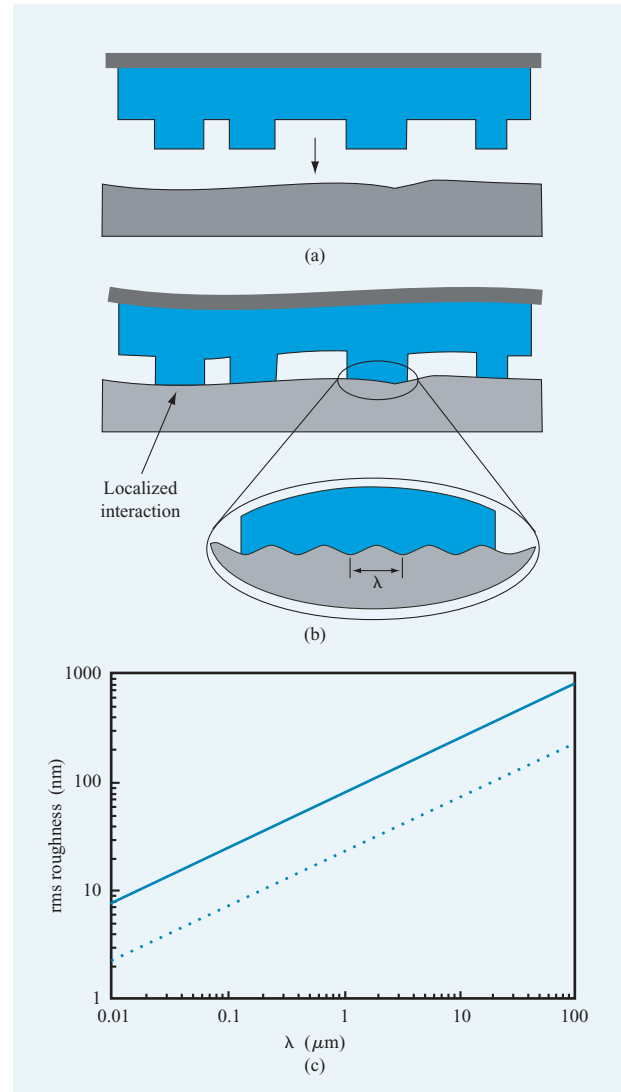 (a)
Localized
interaction
λ
(b)
1000
100
10
1
rms roughness (nm)
0.01 0.1 1 10 100
λ (μm)
(c)